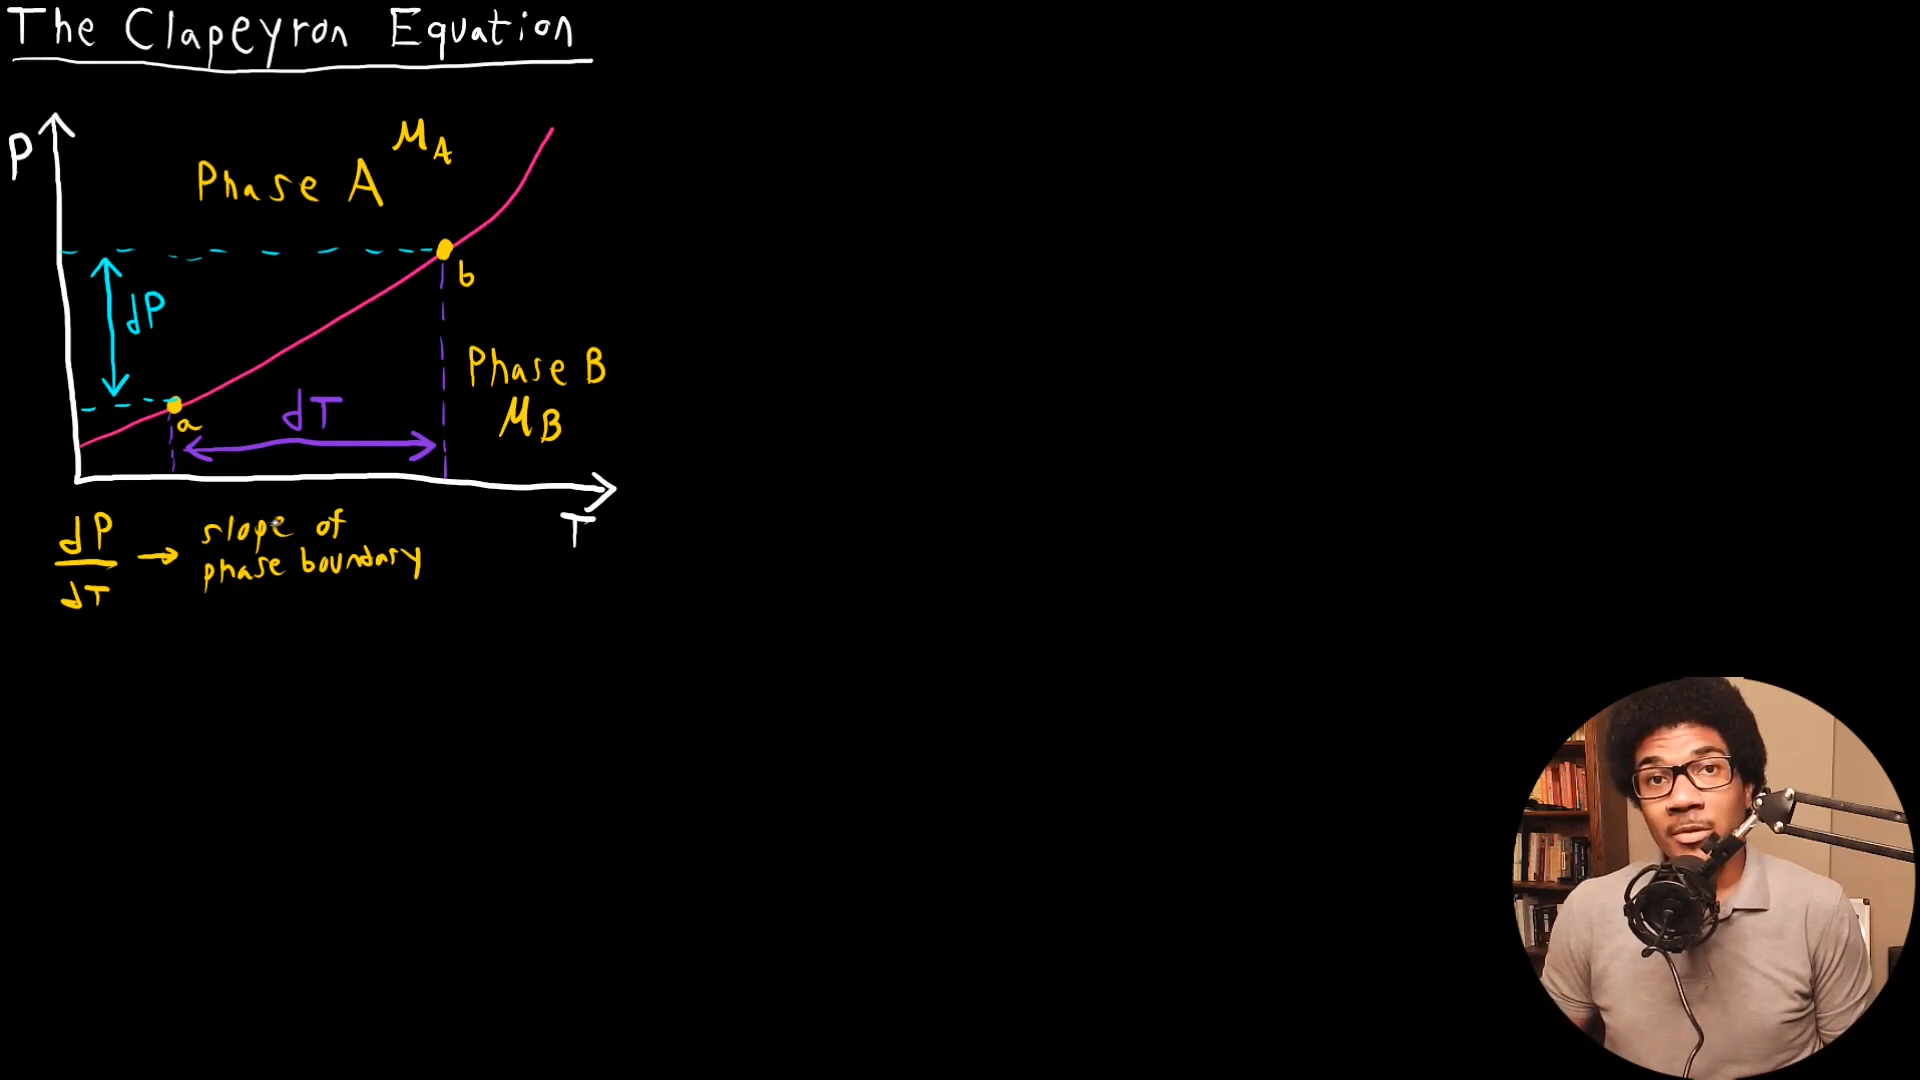 The Clapeyron Equation
P
Phase A
μA
b
dP
a
dT
Phase B
μB
T
dP
dT
→ slope of
phase boundary